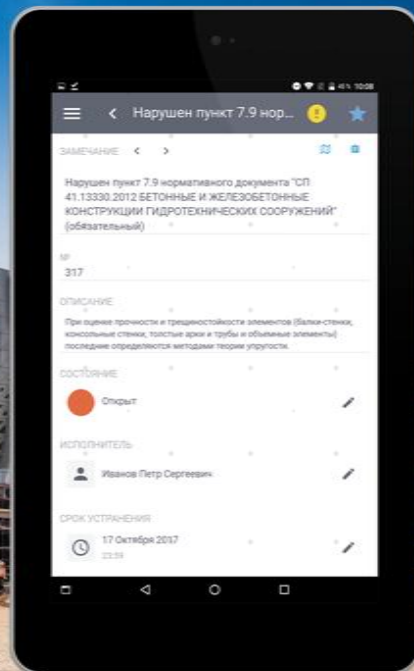 41% 10:08
Нарушен пункт 7.9 нор...
ЗАМЕЧАНИЕ
Нарушен пункт 7.9 нормативного документа "СП
41.13330.2012 БЕТОННЫЕ И ЖЕЛЕЗОБЕТОННЫЕ
КОНСТРУКЦИИ ГИДРОТЕХНИЧЕСКИХ СООРУЖЕНИЙ"
(обязательный)
№
317
ОПИСАНИЕ
При оценке прочности и трещиностойкости элементов (балки-стенки,
консольные стенки, толстые арки и трубы и объемные элементы)
последние определяются методами теории упругости.
СОСТОЯНИЕ
Открыт
ИСПОЛНИТЕЛЬ
Иванов Петр Сергеевич
СРОК УСТРАНЕНИЯ
17 Октября 2017
23:59